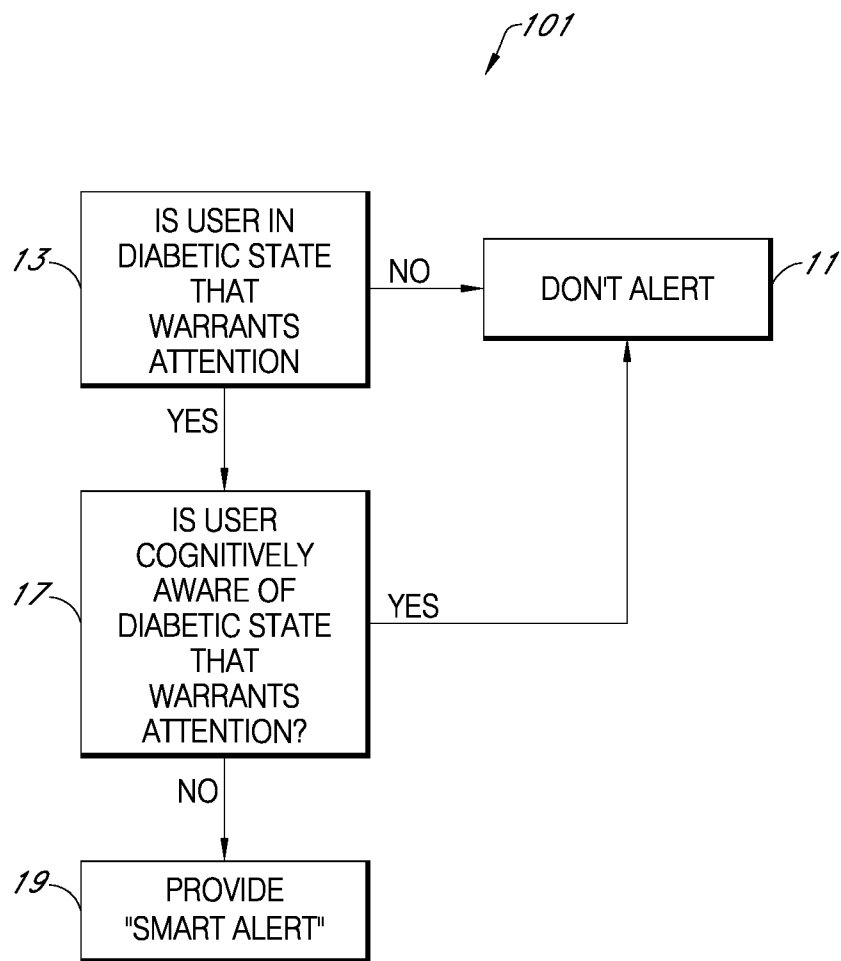 101
13
IS USER IN
DIABETIC STATE
THAT
WARRANTS
ATTENTION
NO
DON'T ALERT
11
YES
17
IS USER
COGNITIVELY
AWARE OF
DIABETIC STATE
THAT
WARRANTS
ATTENTION?
YES
NO
19
PROVIDE
"SMART ALERT"